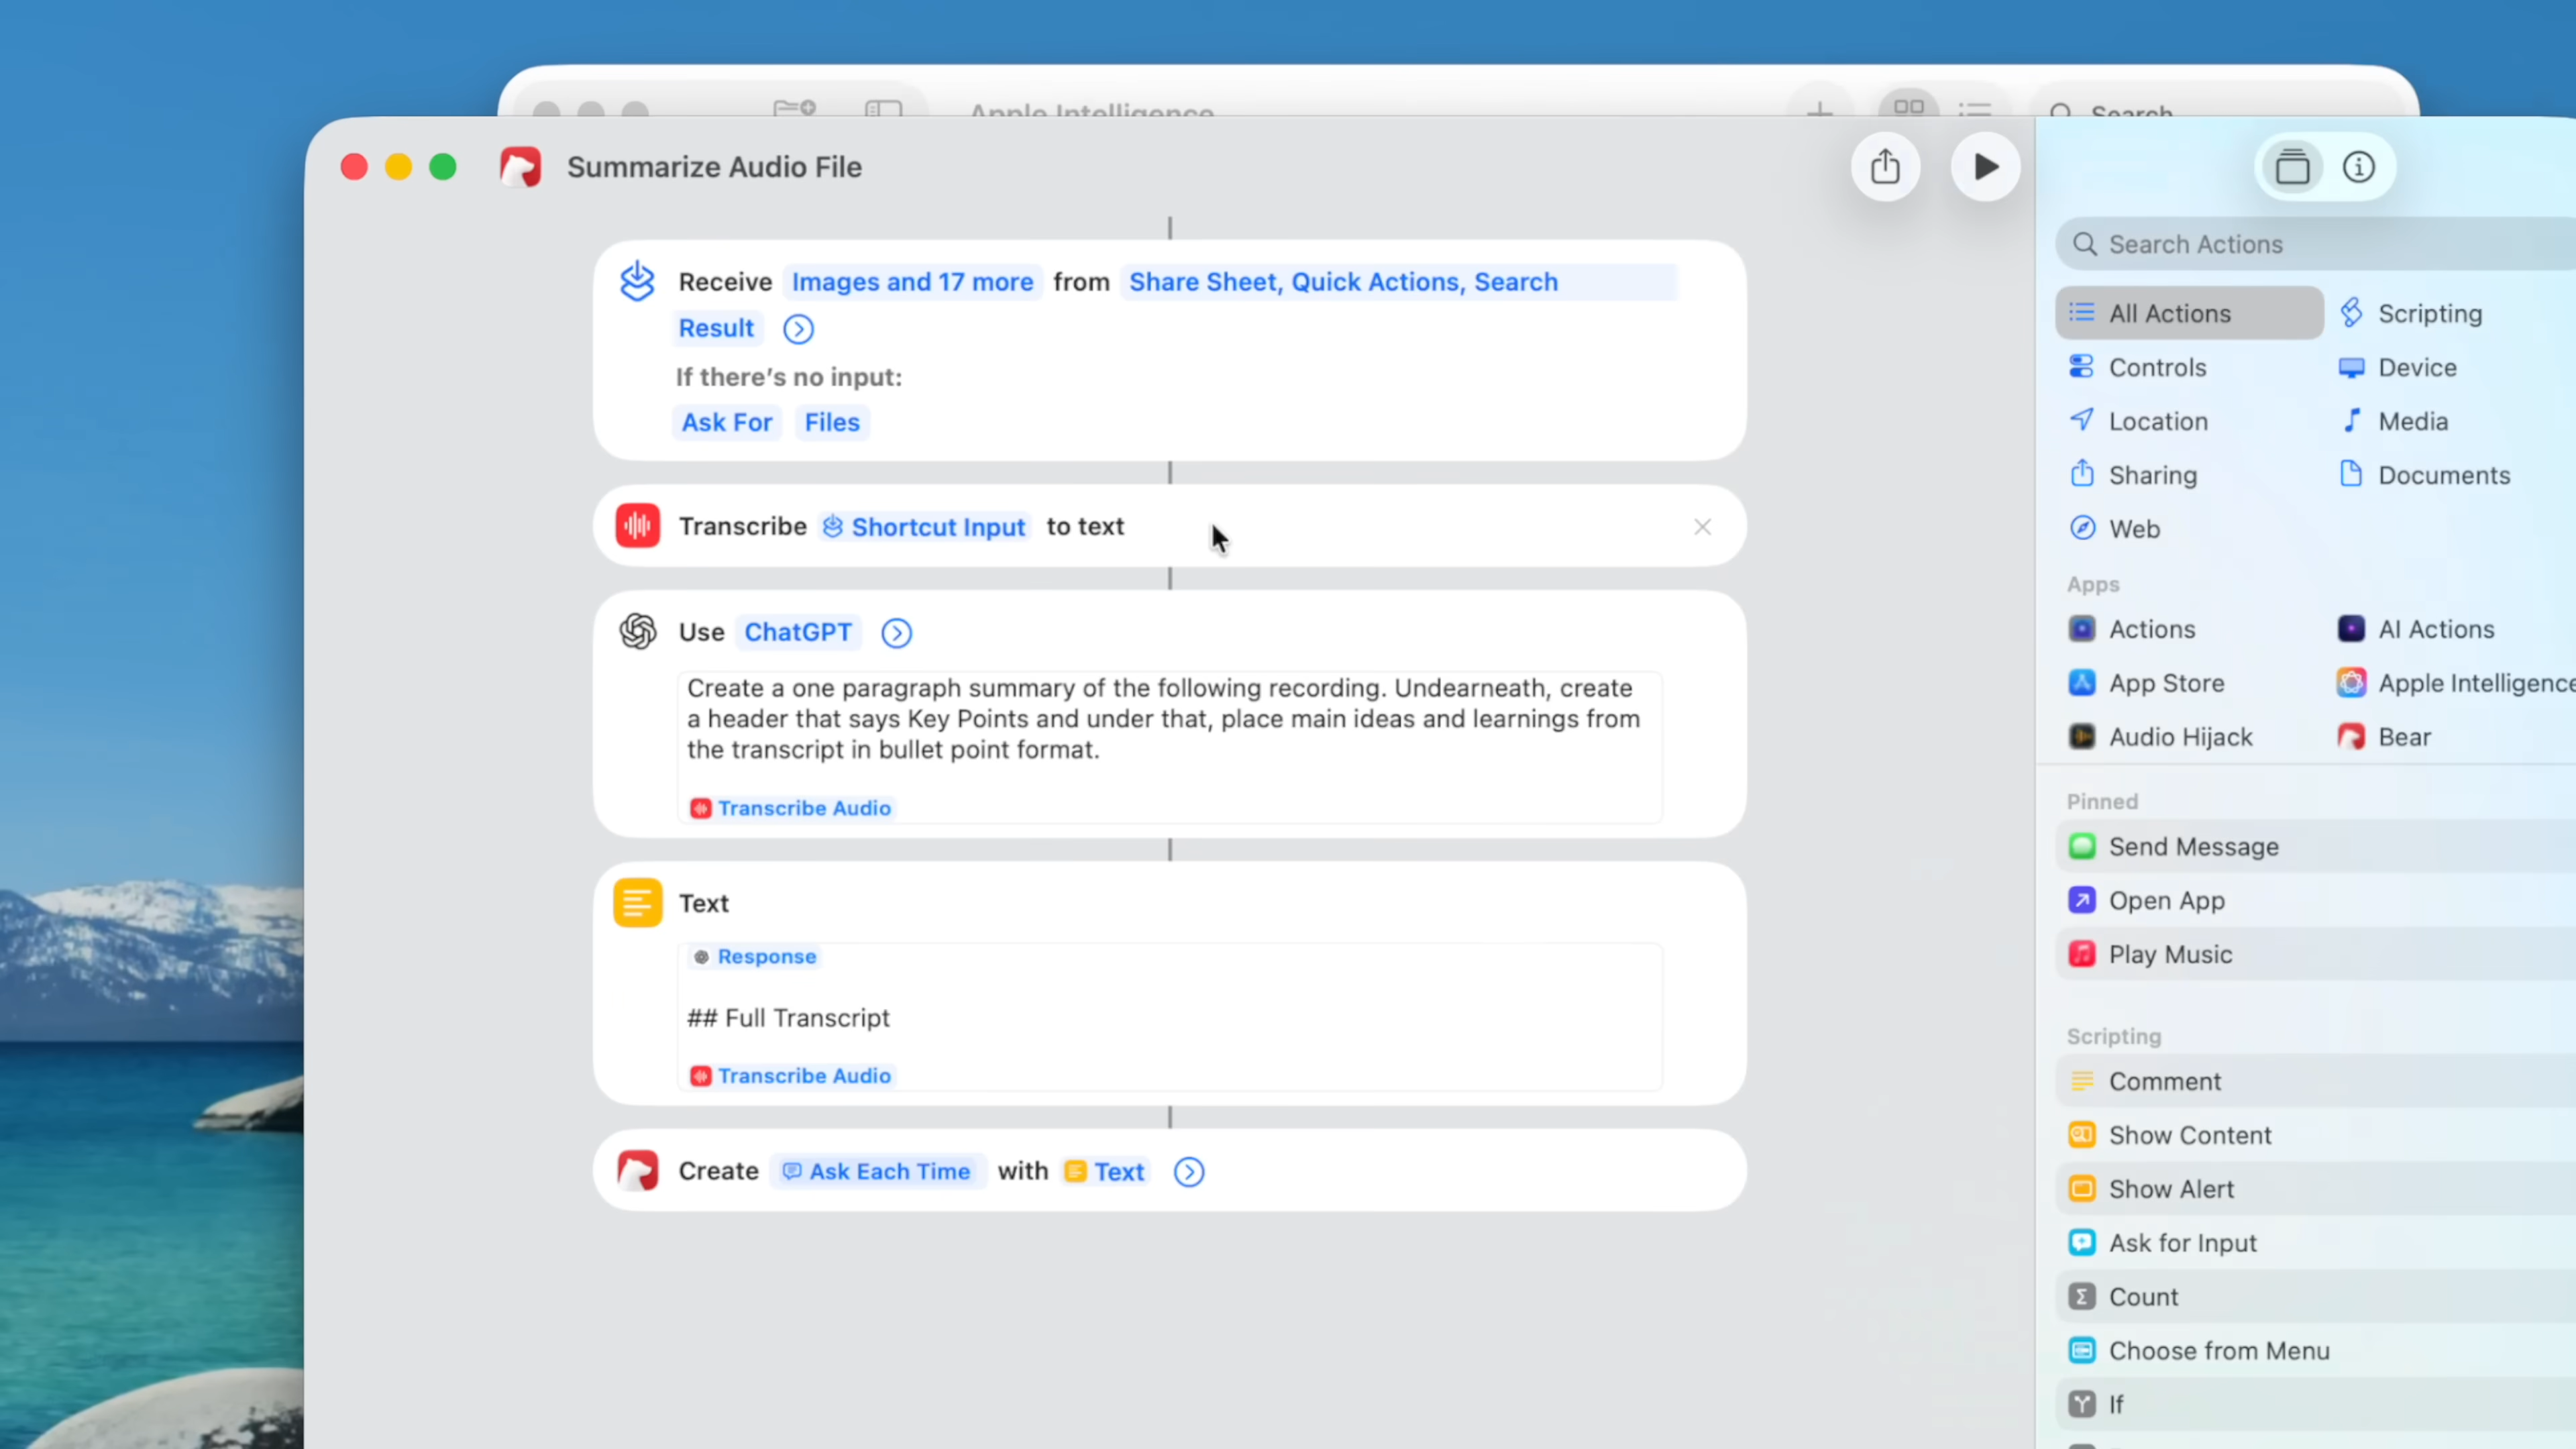 Apple Intelligence
Search
Summarize Audio File
Receive Images and 17 more from Share Sheet, Quick Actions, Search
Result
If there's no input:
Ask For Files
Transcribe Shortcut Input to text
Use ChatGPT
Create a one paragraph summary of the following recording. Undearneath, create
a header that says Key Points and under that, place main ideas and learnings from
the transcript in bullet point format.
Transcribe Audio
Text
Response
## Full Transcript
Transcribe Audio
Create Ask Each Time with Text
Search Actions
All Actions Scripting
Controls Device
Location Media
Sharing Documents
Web
Apps
Actions AI Actions
App Store Apple Intelligence
Audio Hijack Bear
Pinned
Send Message
Open App
Play Music
Scripting
Comment
Show Content
Show Alert
Ask for Input
Count
Choose from Menu
If